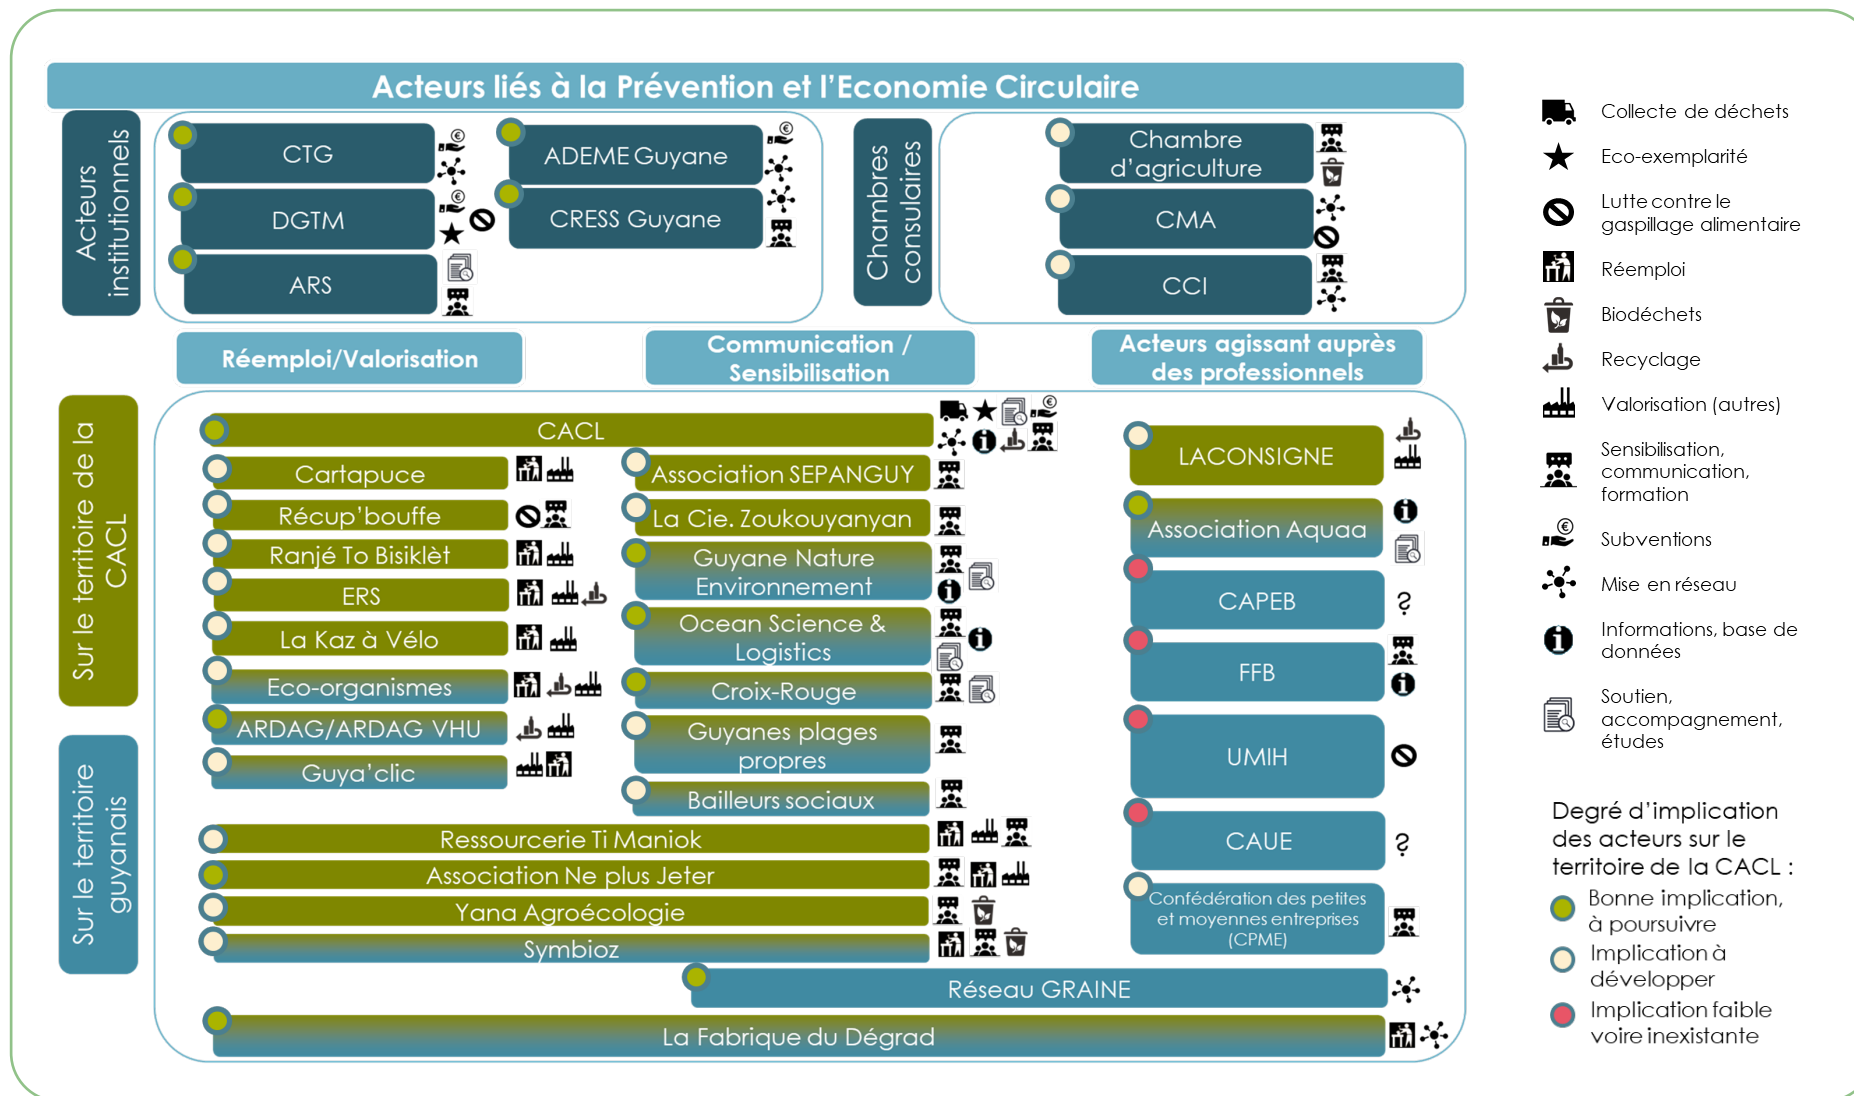 Acteurs liés à la Prévention et l'Economie Circulaire
Acteurs
institutionnels
CTG
DGTM
ARS
ADEME Guyane
CRESS Guyane
Chambres
consulaires
Chambre
d'agriculture
CMA
CCI
Réemploi/Valorisation
Communication /
Sensibilisation
Acteurs agissant auprès
des professionnels
Sur le territoire de la
CACL
Sur le territoire
guyanais
CACL
Cartapuce
Récup'bouffe
Ranjé To Bisiklèt
ERS
La Kaz à Vélo
Eco-organismes
ARDAG/ARDAG VHU
Guya'clic
Association SEPANGUY
La Cie. Zoukouyanyan
Guyane Nature
Environnement
Ocean Science &
Logistics
Croix-Rouge
Guyanes plages
propres
Bailleurs sociaux
Ressourcerie Ti Maniok
Association Ne plus Jeter
Yana Agroécologie
Symbioz
LACONSIGNE
Association Aquaa
CAPEB
?
FFB
UMIH
CAUE
?
Confédération des petites
et moyennes entreprises
(CPME)
Réseau GRAINE
La Fabrique du Dégrad
Collecte de déchets
Eco-exemplarité
Lutte contre le
gaspillage alimentaire
Réemploi
Biodéchets
Recyclage
Valorisation (autres)
Sensibilisation,
communication,
formation
Subventions
Mise en réseau
Informations, base de
données
Soutien,
accompagnement,
études
Degré d'implication
des acteurs sur le
territoire de la CACL :
Bonne implication,
à poursuivre
Implication à
développer
Implication faible
voire inexistante